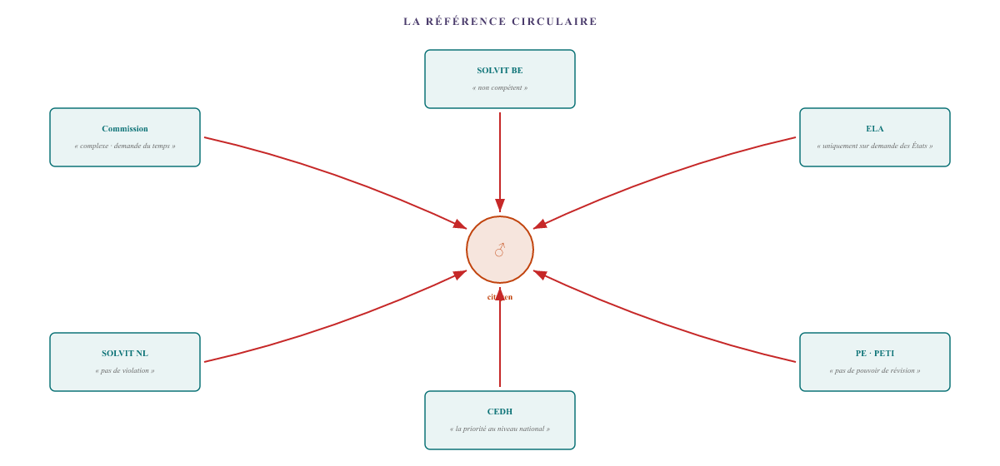 LA RÉFÉRENCE CIRCULAIRE
SOLVIT BE
« non compétent »
Commission
« complexe · demande du temps »
ELA
« uniquement sur demande des États »
SOLVIT NL
« pas de violation »
PE · PETI
« pas de pouvoir de révision »
CEDH
« la priorité au niveau national »